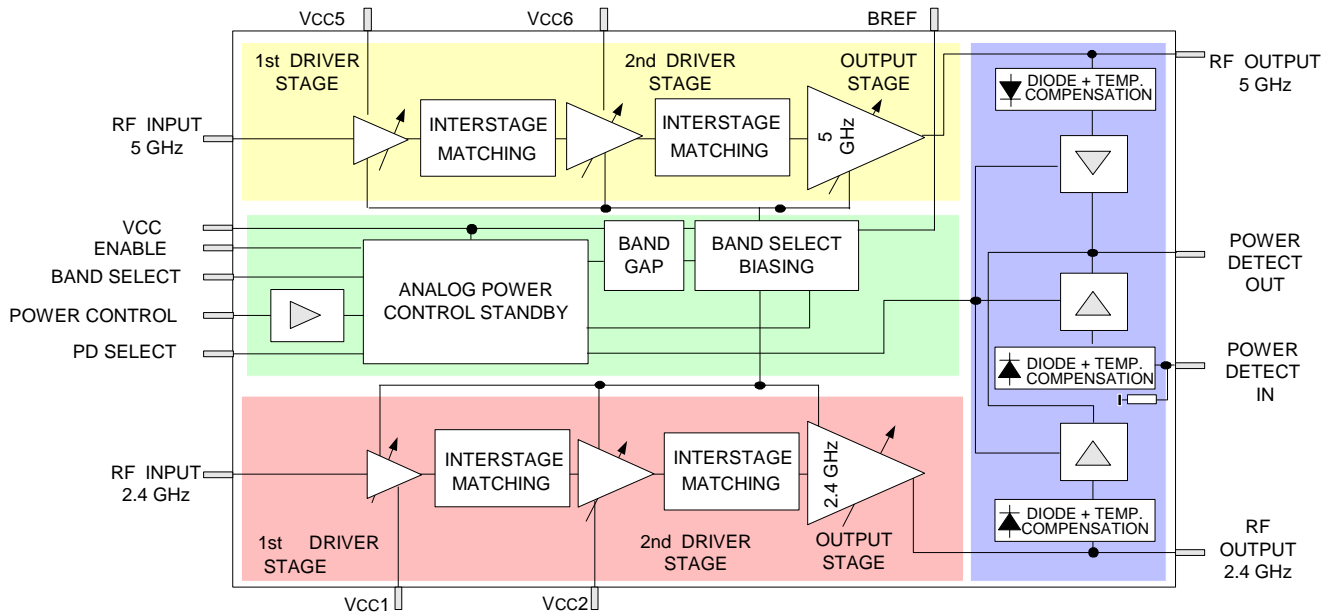 VCC5
VCC6
BREF
1st DRIVER
STAGE
2nd DRIVER
STAGE
OUTPUT
STAGE
RF INPUT
5 GHz
INTERSTAGE
MATCHING
INTERSTAGE
MATCHING
5
GHz
DIODE + TEMP.
COMPENSATION
RF OUTPUT
5 GHz
VCC
ENABLE
BAND SELECT
POWER CONTROL
PD SELECT
ANALOG POWER
CONTROL STANDBY
BAND
GAP
BAND SELECT
BIASING
POWER
DETECT
OUT
DIODE + TEMP.
COMPENSATION
POWER
DETECT
IN
RF INPUT
2.4 GHz
INTERSTAGE
MATCHING
INTERSTAGE
MATCHING
2.4 GHz
1st DRIVER
STAGE
2nd DRIVER
STAGE
OUTPUT
STAGE
DIODE + TEMP.
COMPENSATION
RF
OUTPUT
2.4 GHz
VCC1
VCC2